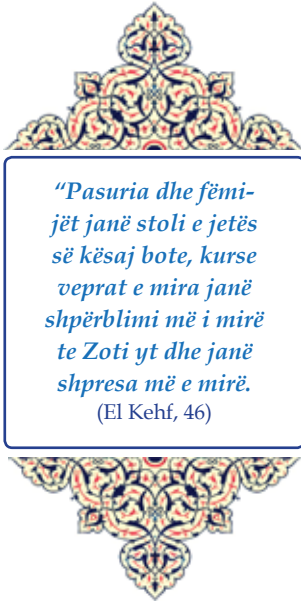 “Pasuria dhe fëmi-
jët janë stoli e jetës
së kësaj bote, kurse
veprat e mira janë
shpërblimi më i mirë
te Zoti yt dhe janë
shpresa më e mirë.
(El Kehf, 46)